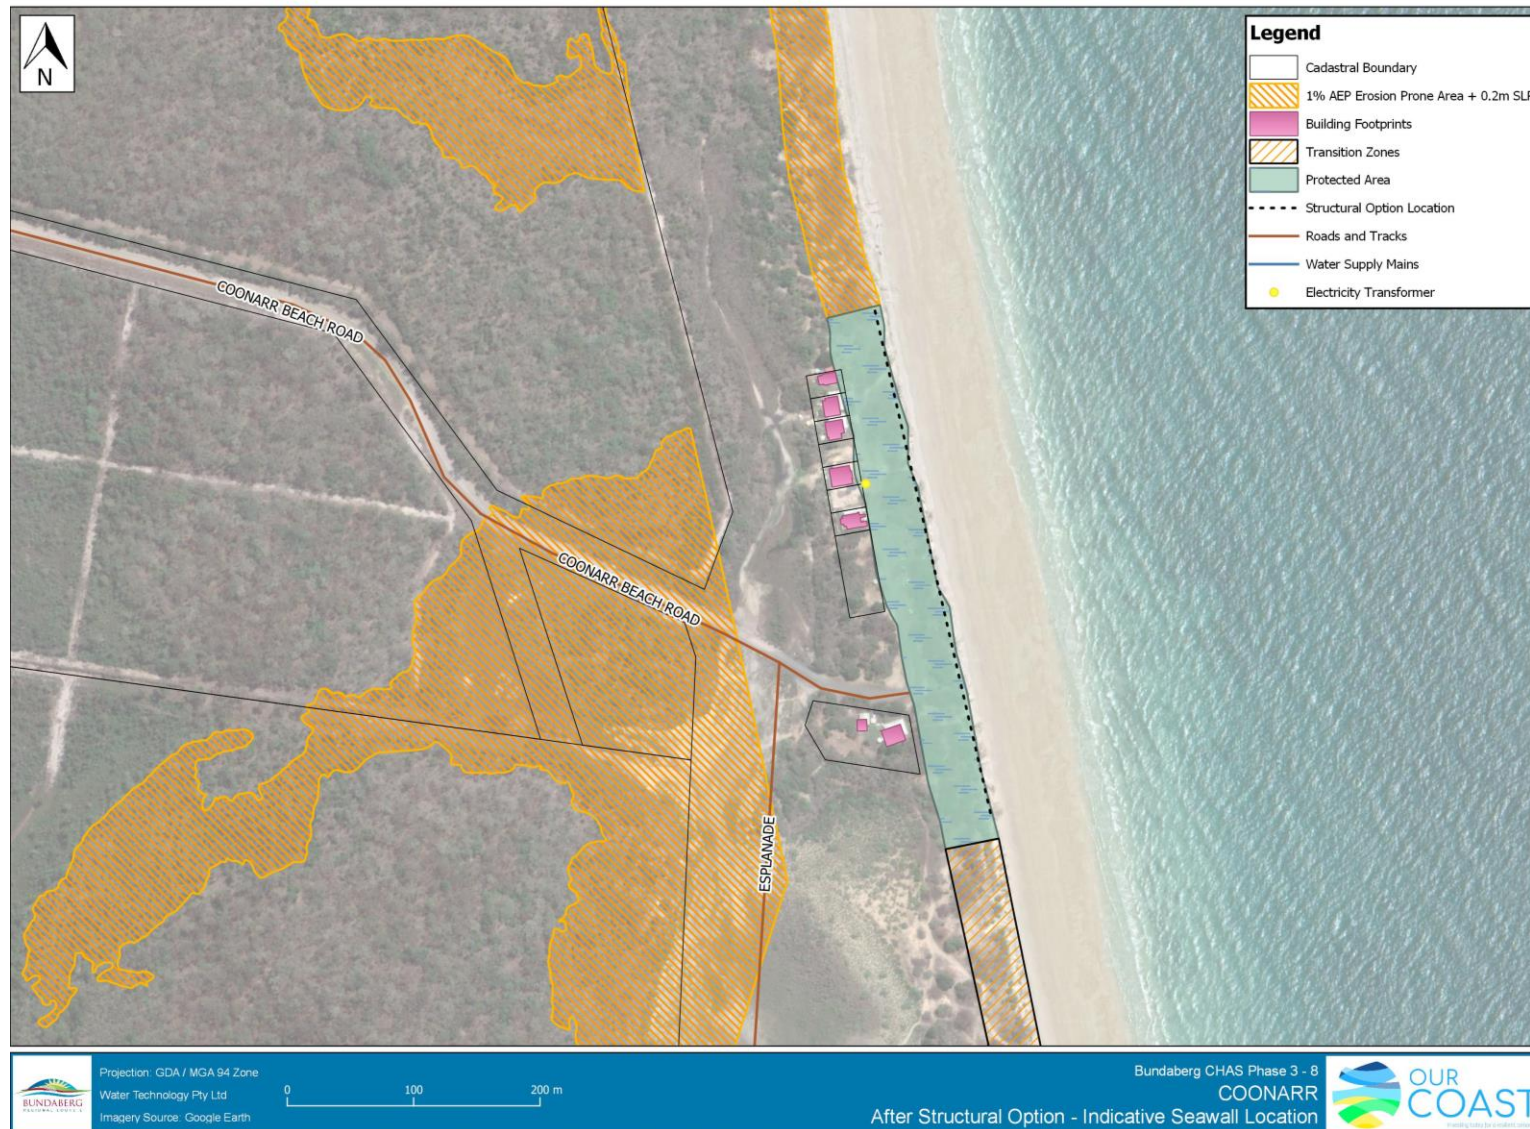 N
Legend
Cadastral Boundary
1% AEP Erosion Prone Area + 0.2m SLR
Building Footprints
Transition Zones
Protected Area
Structural Option Location
Roads and Tracks
Water Supply Mains
Electricity Transformer
COONARR BEACH ROAD
COONARR BEACH ROAD
ESPLANADE
BUNDABERG
REGIONAL COUNCIL
Projection: GDA / MGA 94 Zone
Water Technology Pty Ltd
Imagery Source: Google Earth
0 100 200 m
Bundaberg CHAS Phase 3 - 8
COONARR
After Structural Option - Indicative Seawall Location
OUR
COAST